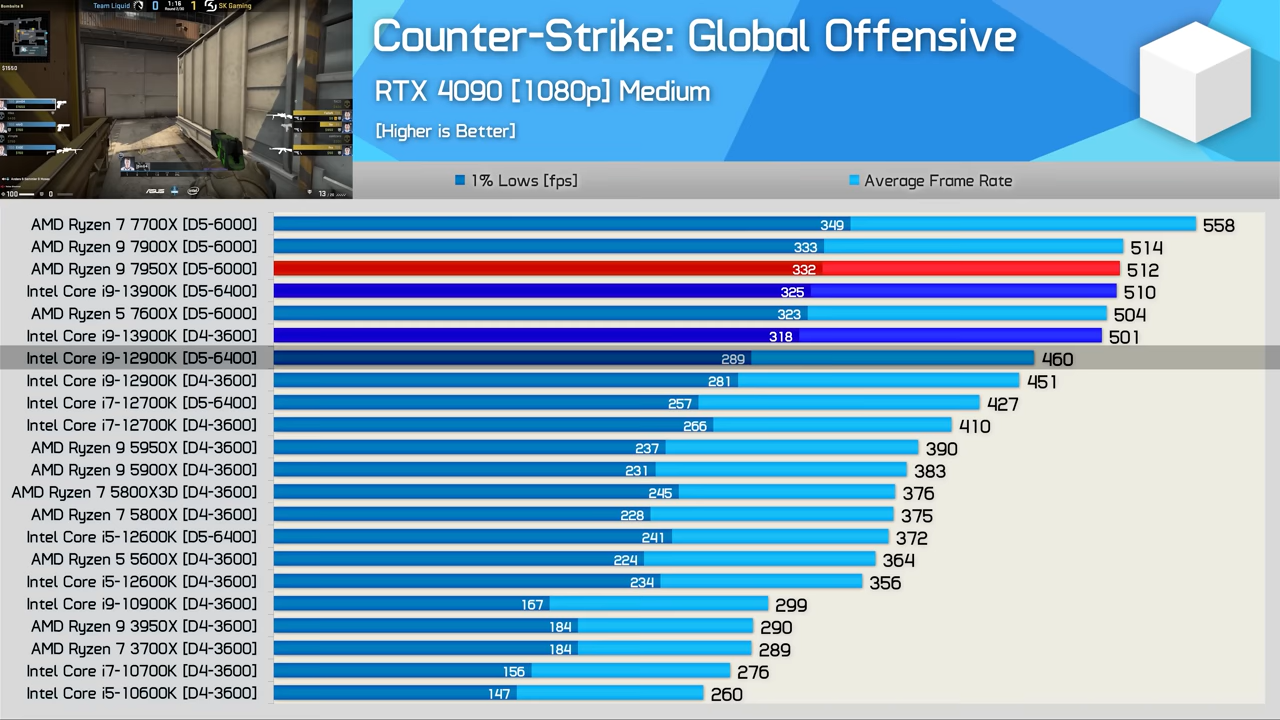 Team Liquid 0 1:16 1 SK Gaming
$1550
ASUS intel
100 0 13
Counter-Strike: Global Offensive
RTX 4090 [1080p] Medium
[Higher is Better]
1% Lows [fps] Average Frame Rate
AMD Ryzen 7 7700X [D5-6000] 349 558
AMD Ryzen 9 7900X [D5-6000] 333 514
AMD Ryzen 9 7950X [D5-6000] 332 512
Intel Core i9-13900K [D5-6400] 325 510
AMD Ryzen 5 7600X [D5-6000] 323 504
Intel Core i9-13900K [D4-3600] 318 501
Intel Core i9-12900K [D5-6400] 289 460
Intel Core i9-12900K [D4-3600] 281 451
Intel Core i7-12700K [D5-6400] 257 427
Intel Core i7-12700K [D4-3600] 266 410
AMD Ryzen 9 5950X [D4-3600] 237 390
AMD Ryzen 9 5900X [D4-3600] 231 383
AMD Ryzen 7 5800X3D [D4-3600] 245 376
AMD Ryzen 7 5800X [D4-3600] 228 375
Intel Core i5-12600K [D5-6400] 241 372
AMD Ryzen 5 5600X [D4-3600] 224 364
Intel Core i5-12600K [D4-3600] 234 356
Intel Core i9-10900K [D4-3600] 167 299
AMD Ryzen 9 3950X [D4-3600] 184 290
AMD Ryzen 7 3700X [D4-3600] 184 289
Intel Core i7-10700K [D4-3600] 156 276
Intel Core i5-10600K [D4-3600] 147 260